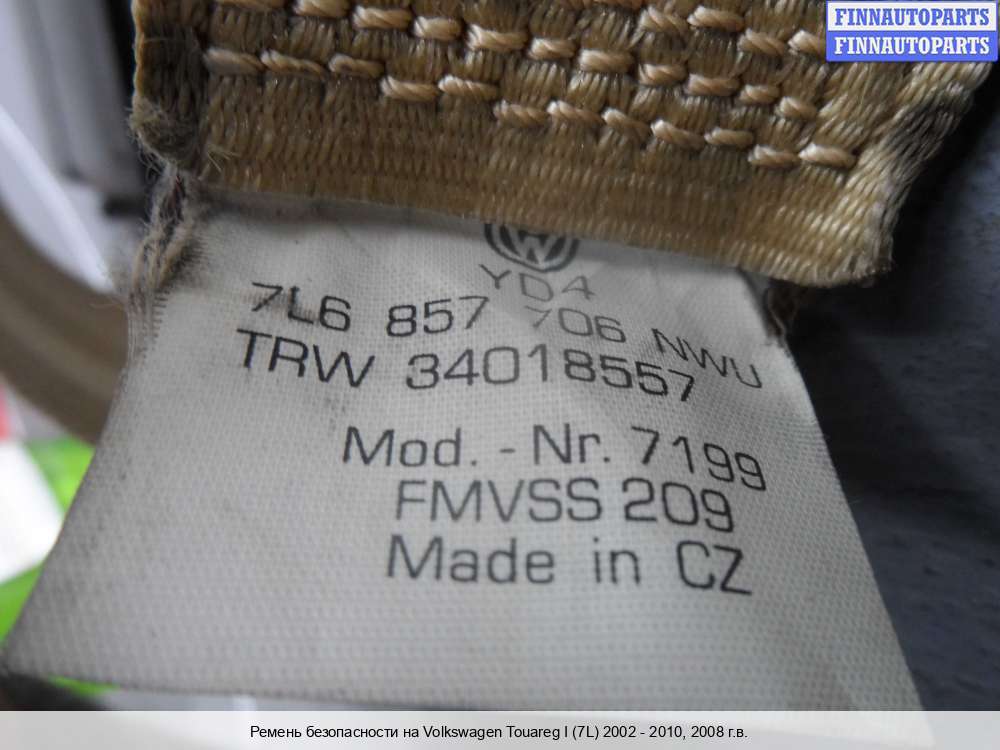 FINNAUTOPARTS
FINNAUTOPARTS
YD4
7L6 857 706 NWU
TRW 34018557
Mod. - Nr. 7199
FMVSS 209
Made in CZ
Ремень безопасности на Volkswagen Touareg I (7L) 2002 - 2010, 2008 г.в.